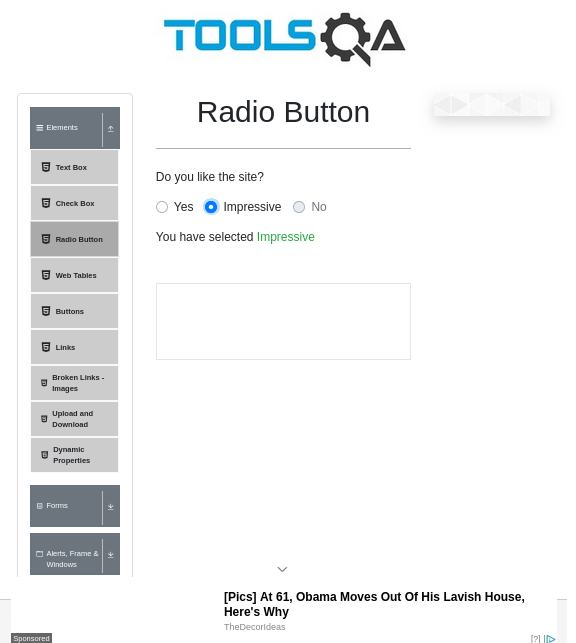 TOOLSQA
Radio Button
Elements
Text Box
Check Box
Radio Button
Web Tables
Buttons
Links
Broken Links -
Images
Upload and
Download
Dynamic
Properties
Forms
Alerts, Frame &
Windows
Do you like the site?
Yes Impressive No
You have selected Impressive
[Pics] At 61, Obama Moves Out Of His Lavish House,
Here's Why
TheDecorIdeas
Sponsored
[?]